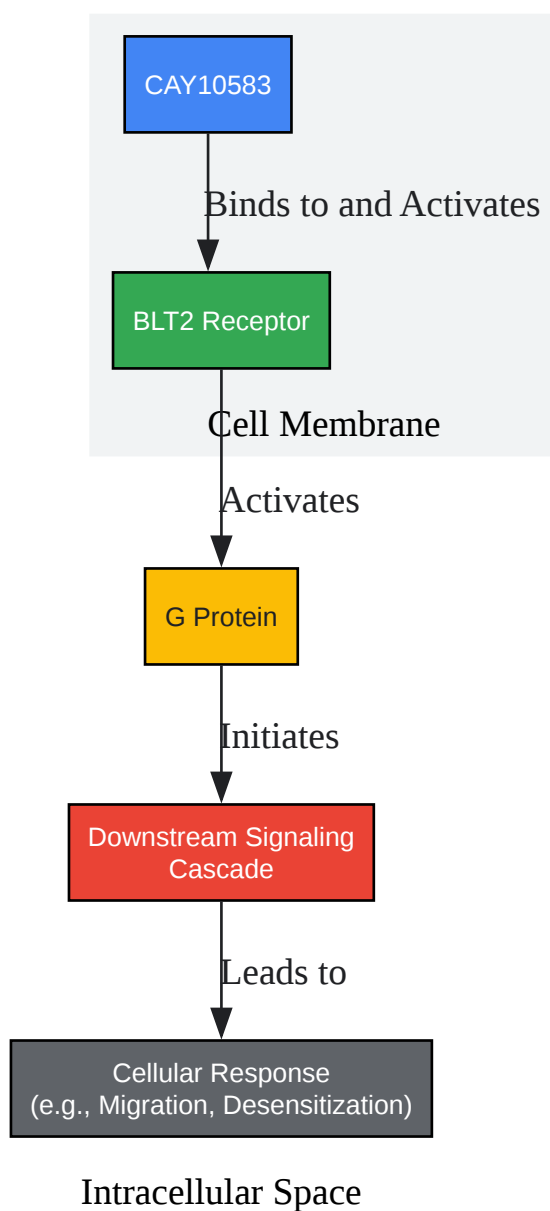 CAY10583
Binds to and Activates
BLT2 Receptor
Cell Membrane
Activates
G Protein
Initiates
Downstream Signaling
Cascade
Leads to
Cellular Response
(e.g., Migration, Desensitization)
Intracellular Space